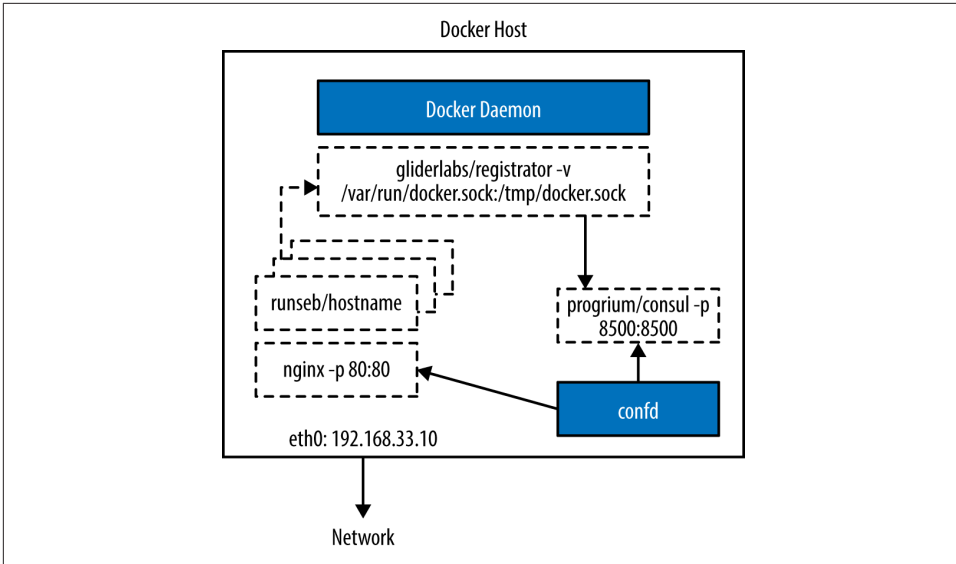 Docker Host
Docker Daemon
gliderlabs/registrator -v
/var/run/docker.sock:/tmp/docker.sock
runseb/hostname
progrium/consul -p
8500:8500
nginx -p 80:80
confd
eth0: 192.168.33.10
Network